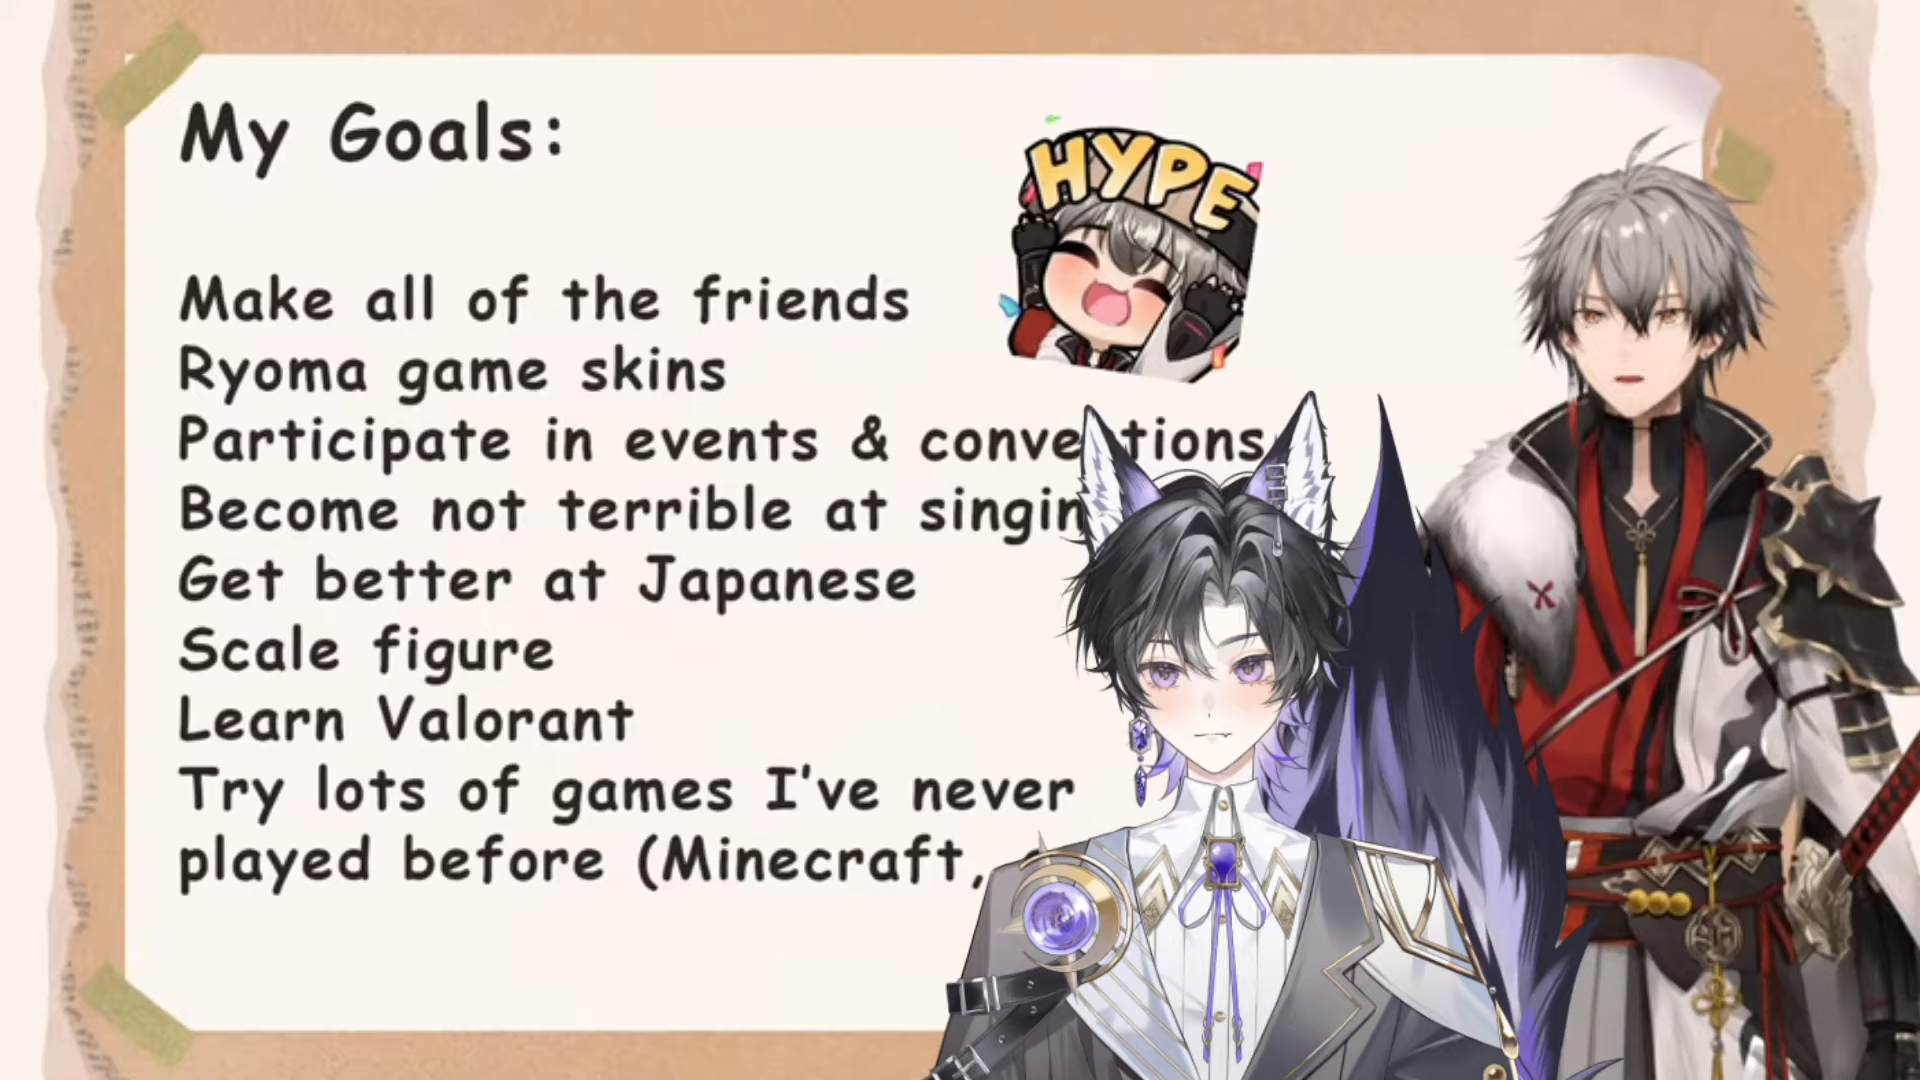 My Goals:
HYPE
Make all of the friends
Ryoma game skins
Participate in events & conve tions
Become not terrible at singin
Get better at Japanese
Scale figure
Learn Valorant
Try lots of games I've never
played before (Minecraft,